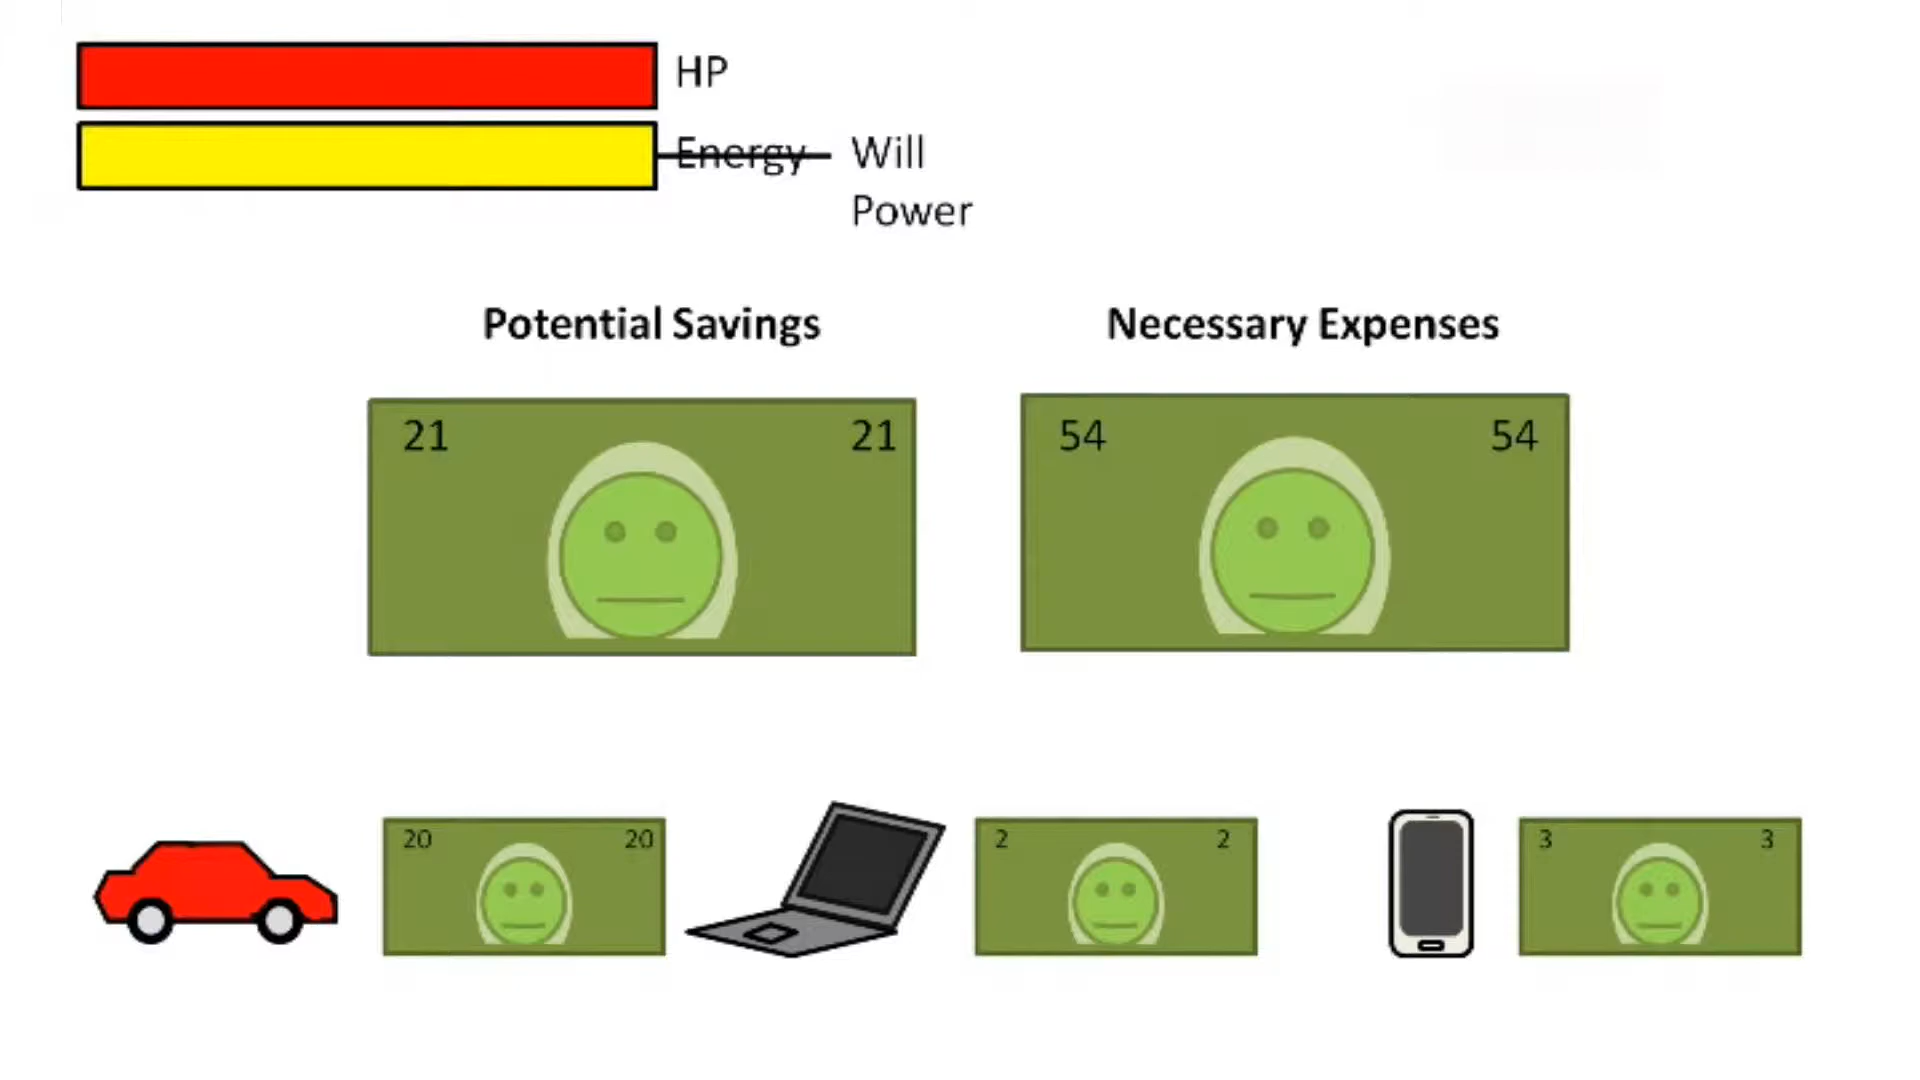 HP
Energy Will
Power
Potential Savings Necessary Expenses
21 21 54 54
20 20 2 2 3 3